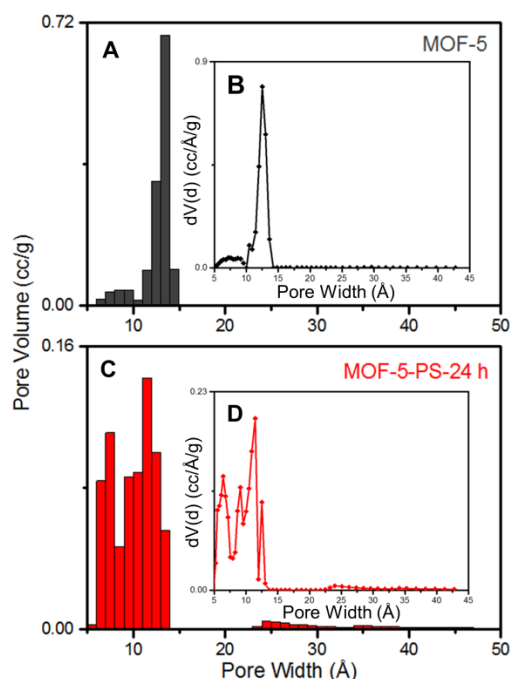 0.72
A
MOF-5
0.9
B
dV(d) (cc/Å/g)
0.0
5 10 15 20 25 30 35 40 45
Pore Width (Å)
0.00
10 20 30 40 50
Pore Volume (cc/g)
0.16
C
MOF-5-PS-24 h
0.23
D
dV(d) (cc/Å/g)
0.00
5 10 15 20 25 30 35 40 45
Pore Width (Å)
0.00
10 20 30 40 50
Pore Width (Å)